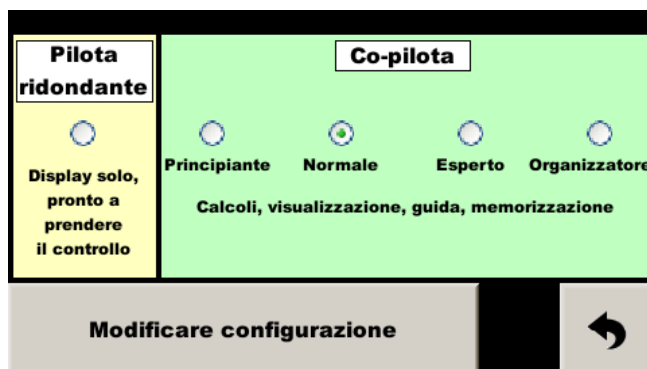 Pilota
ridondante
Display solo,
pronto a
prendere
il controllo
Co-pilota
Principiante Normale Esperto Organizzatore
Calcoli, visualizzazione, guida, memorizzazione
Modificare configurazione